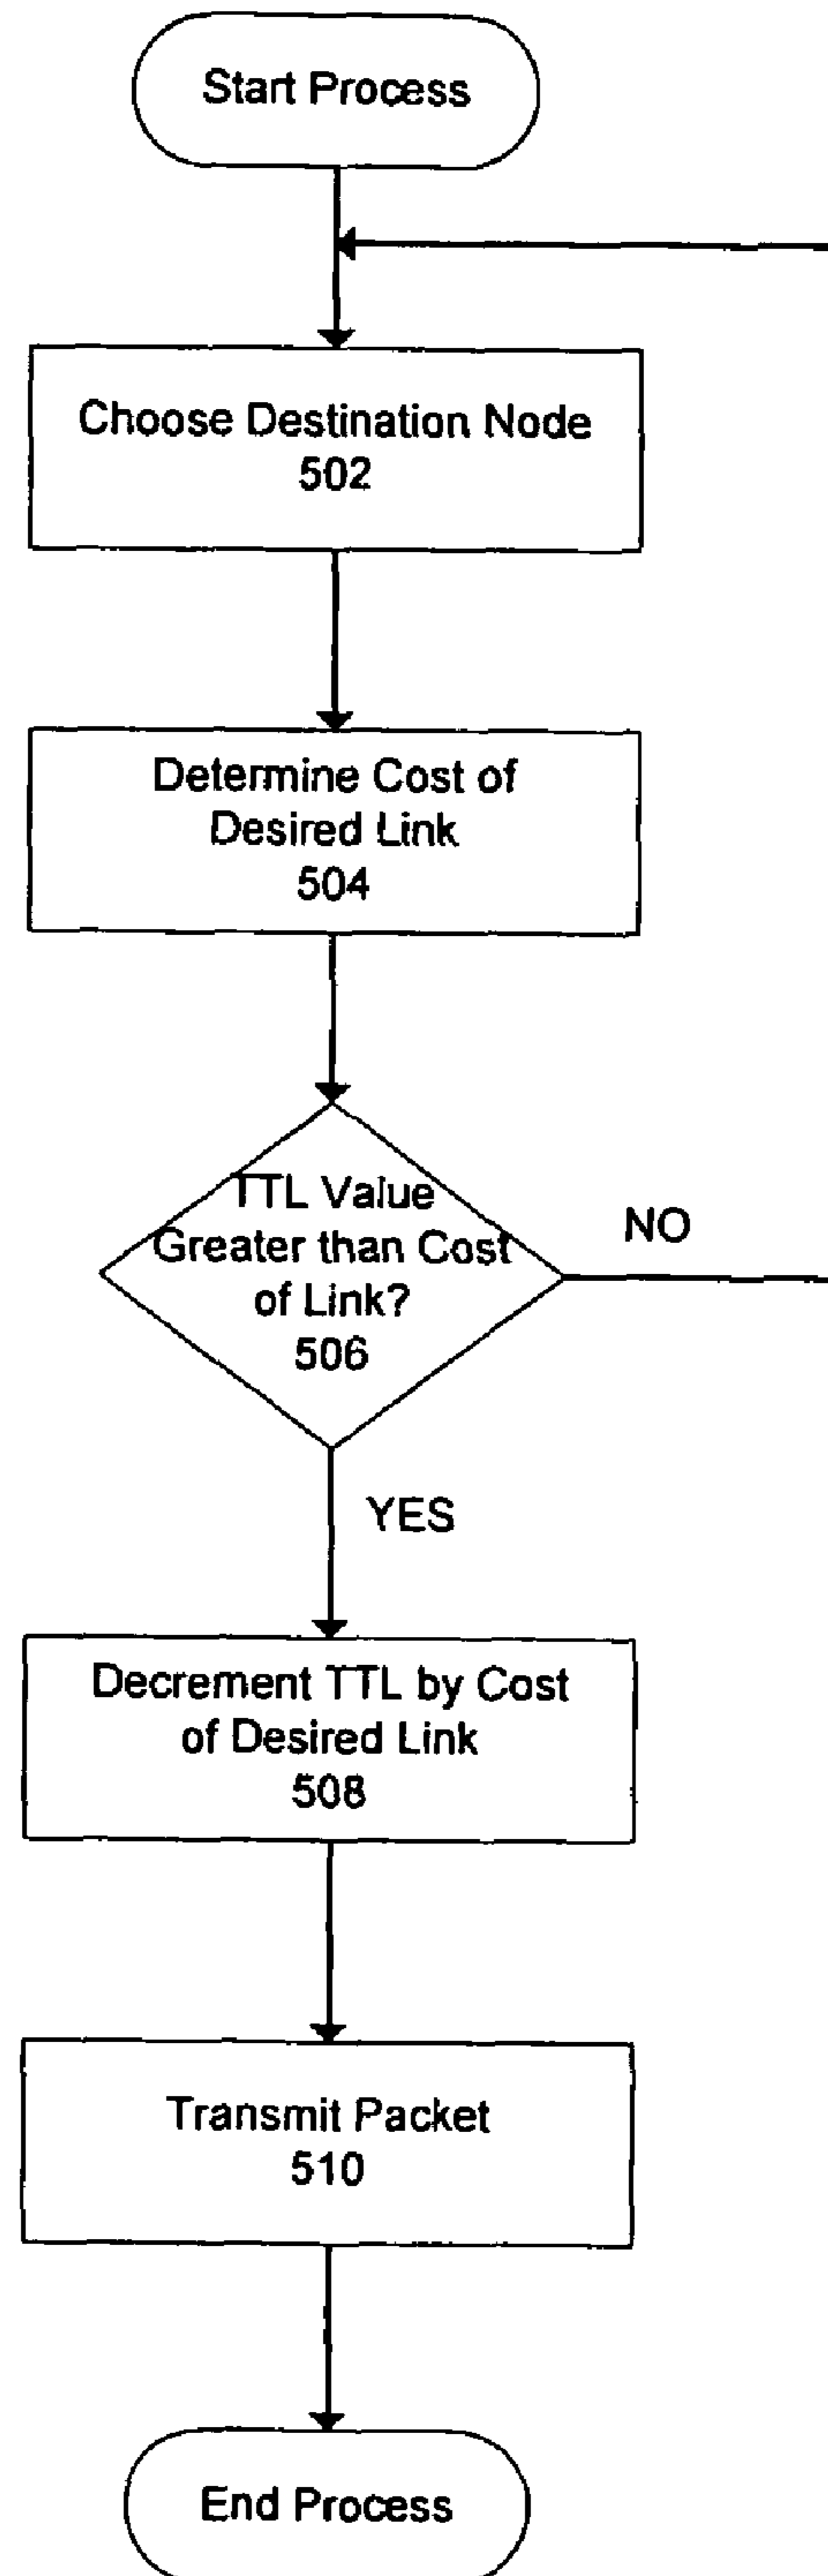 Start Process
Choose Destination Node
502
Determine Cost of
Desired Link
504
TTL Value
Greater than Cost
of Link?
506
NO
YES
Decrement TTL by Cost
of Desired Link
508
Transmit Packet
510
End Process